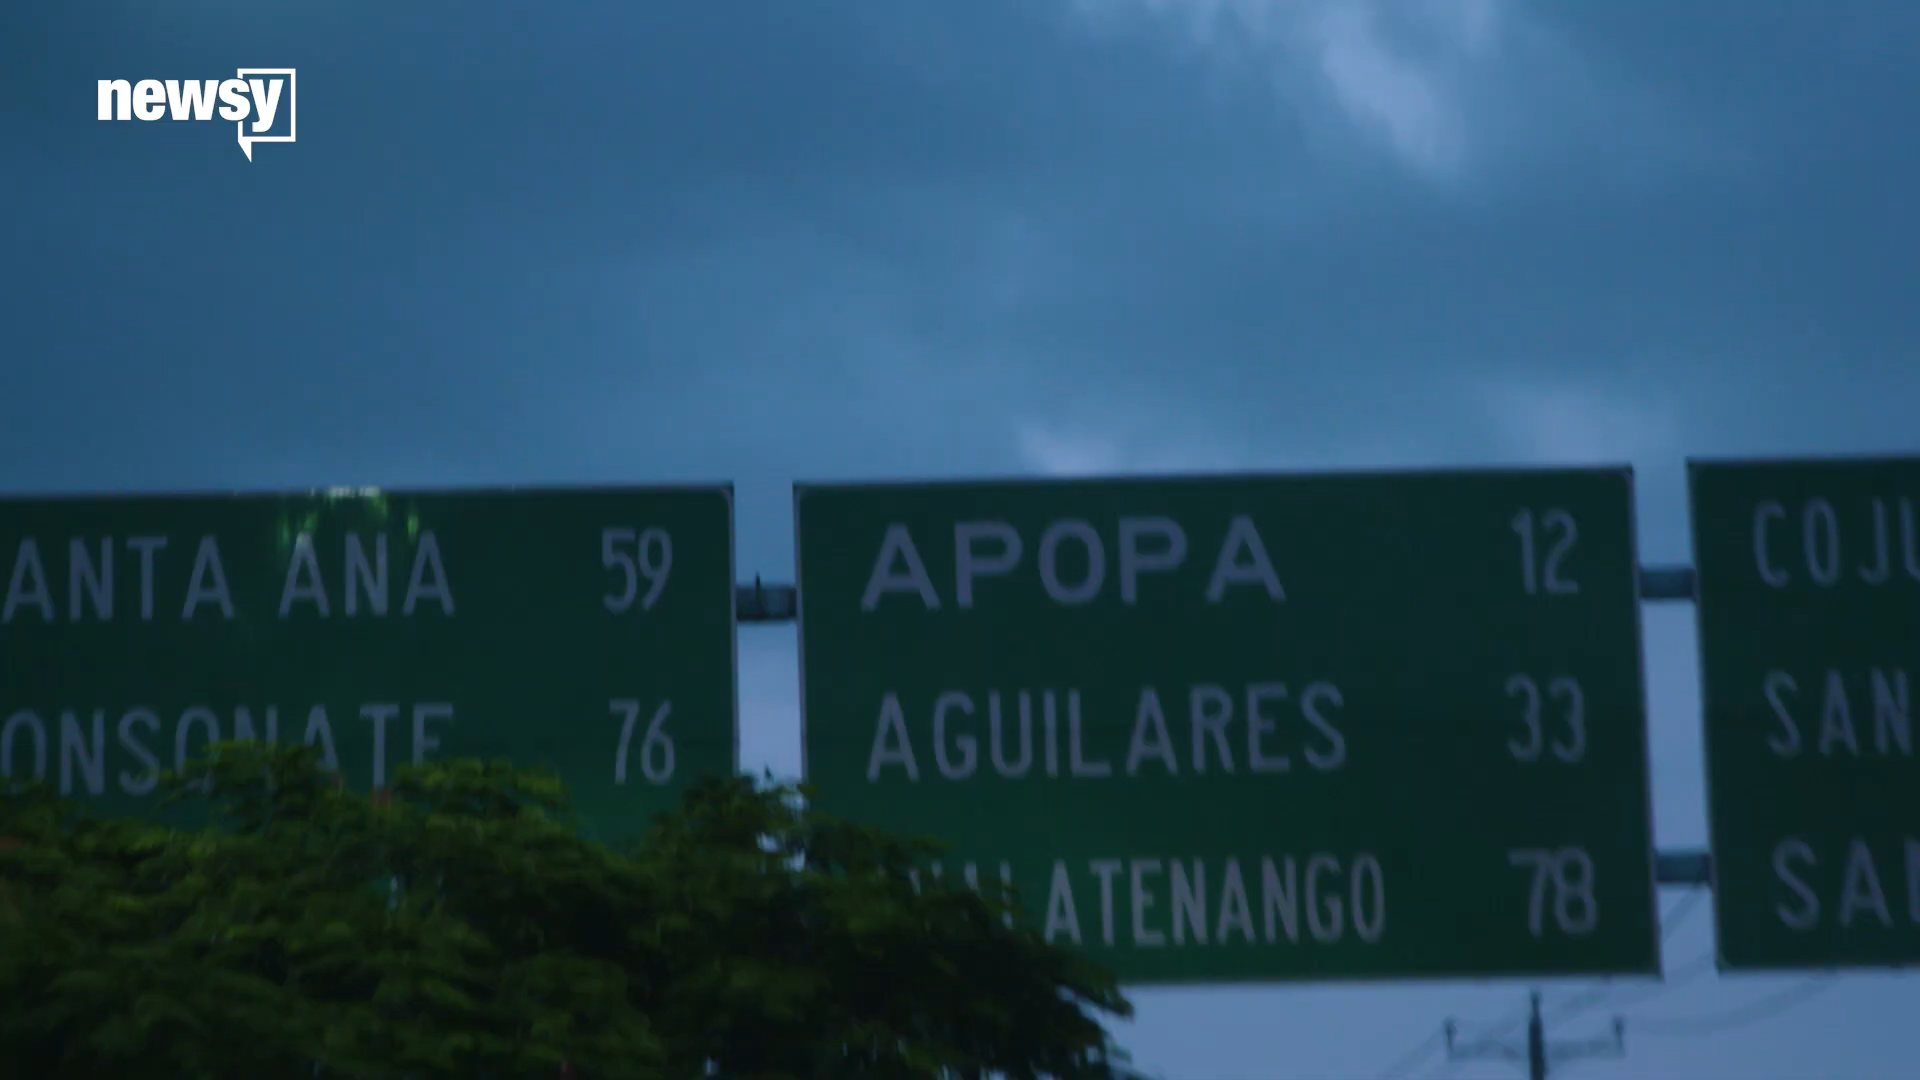 newsy
ANTA ANA 59
ONSONATE 76
APOPA 12
AGUILARES 33
ATENANGO 78
COJU
SAN
SA